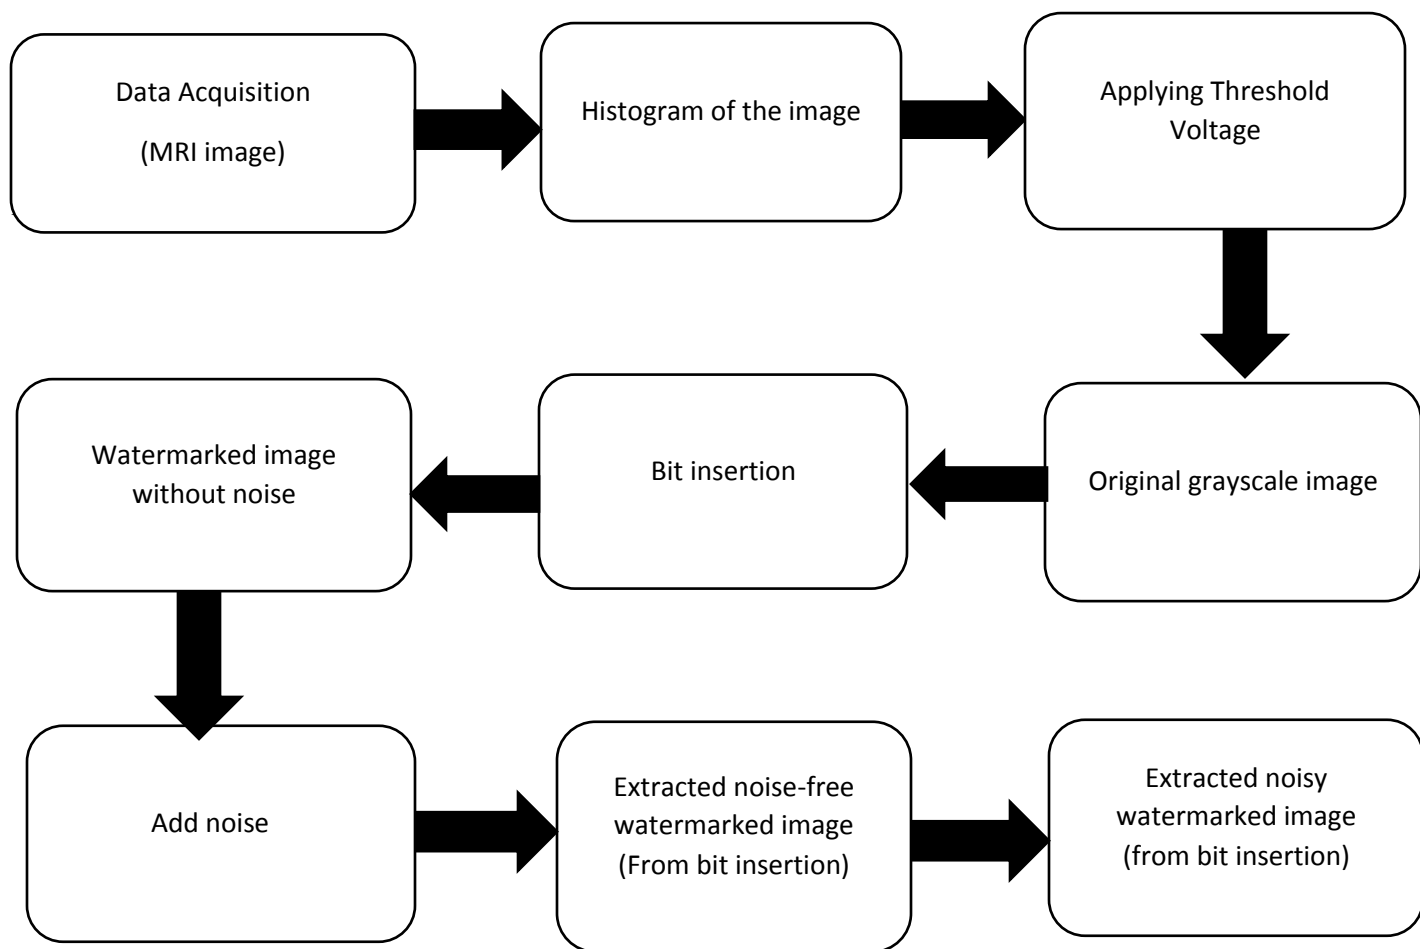 Data Acquisition
(MRI image)
Histogram of the image
Applying Threshold
Voltage
Original grayscale image
Bit insertion
Watermarked image
without noise
Add noise
Extracted noise-free
watermarked image
(From bit insertion)
Extracted noisy
watermarked image
(from bit insertion)